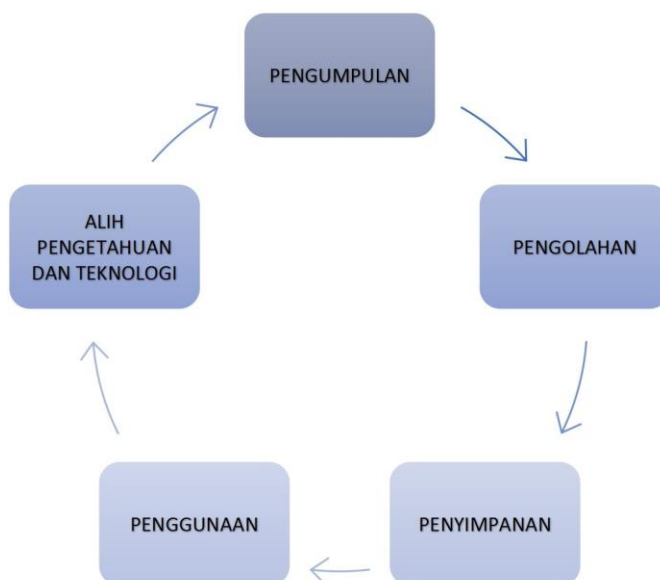 PENGUMPULAN
PENGOLAHAN
PENYIMPANAN
PENGGUNAAN
ALIH
PENGETAHUAN
DAN TEKNOLOGI